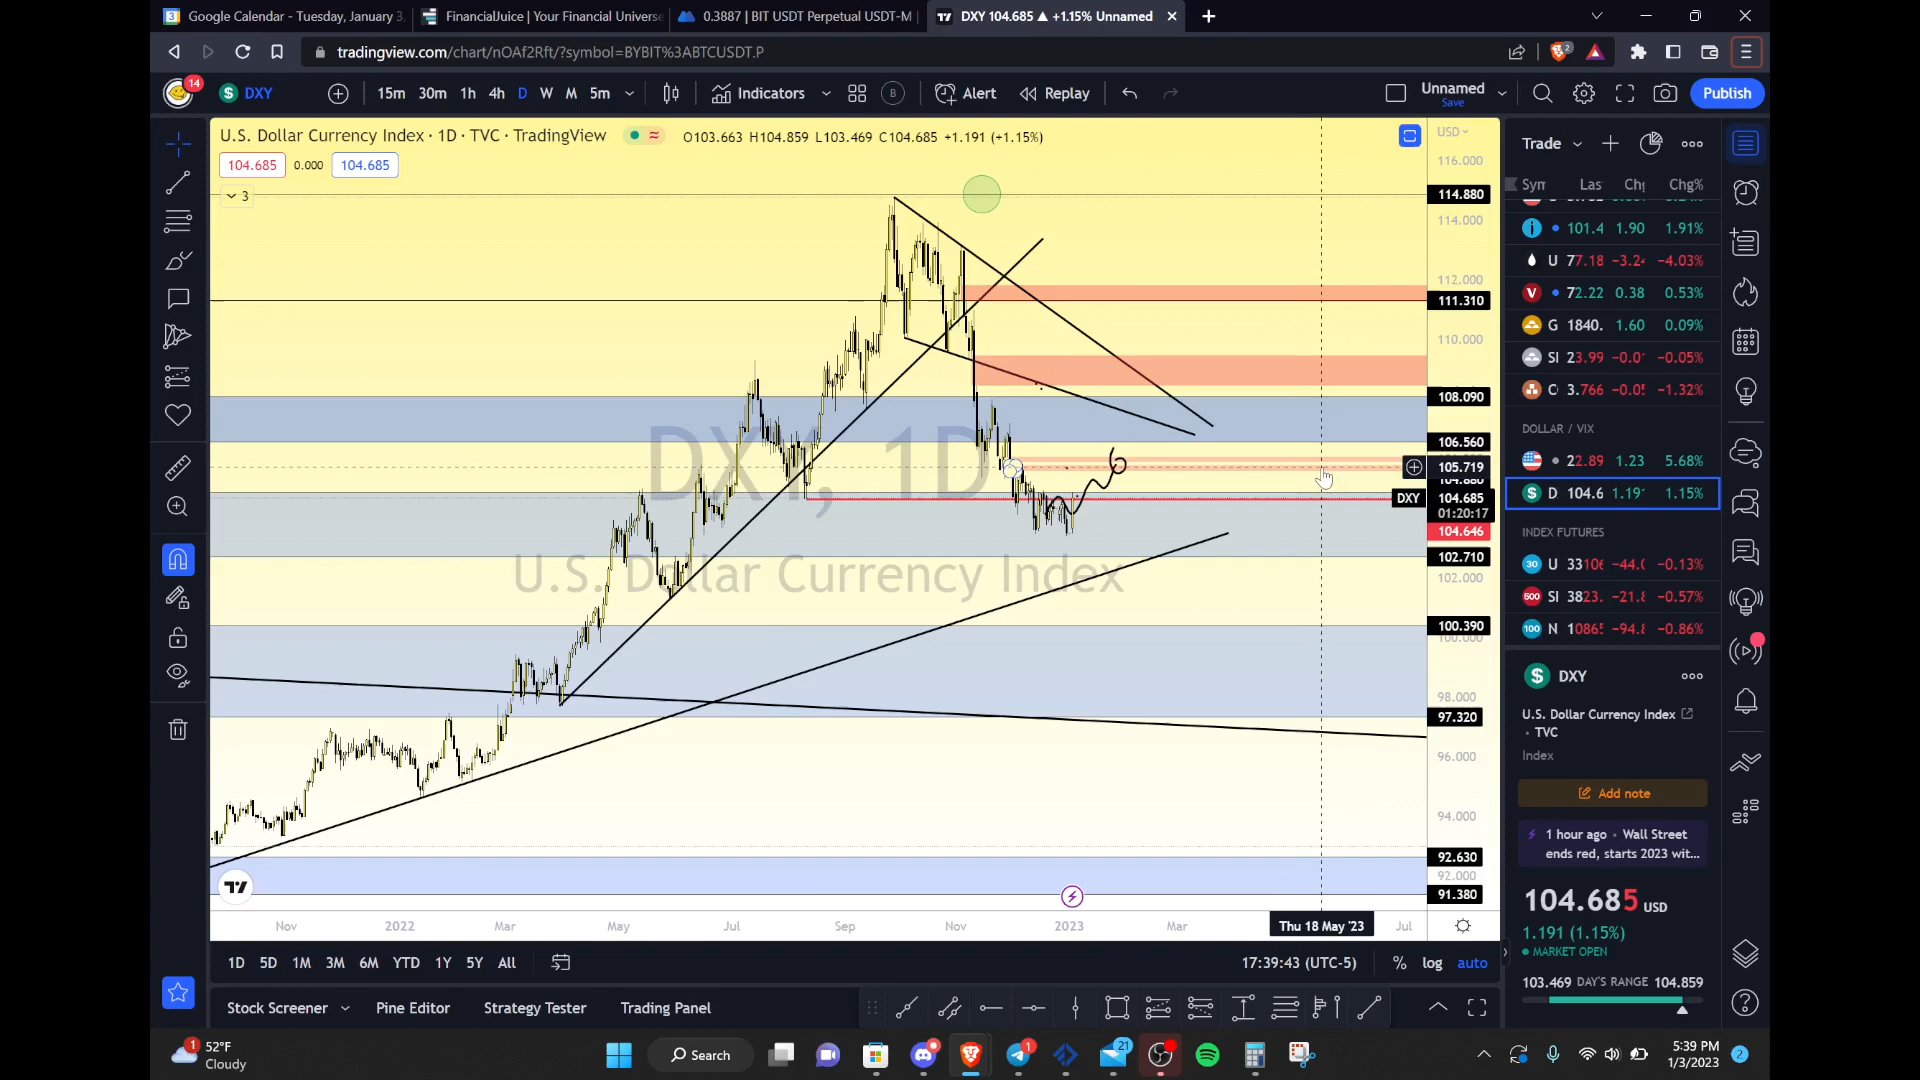 Google Calendar - Tuesday, January 3,
FinancialJuice | Your Financial Universe
0.3887 | BIT USDT Perpetual USDT-M
DXY 104.685 ▲ +1.15% Unnamed
tradingview.com/chart/nOAf2Rft/?symbol=BYBIT%3ABTCUSDT.P
2
14
DXY
15m 30m 1h 4h D W M 5m
Indicators
B
Alert
Replay
Unnamed
Save
Publish
U.S. Dollar Currency Index · 1D · TVC · TradingView
O103.663 H104.859 L103.469 C104.685 +1.191 (+1.15%)
104.685 0.000 104.685
3
USD
116.000
114.880
114.000
112.000
111.310
110.000
108.090
106.560
105.719
DXY 104.685
01:20:17
104.646
102.710
102.000
100.390
98.000
97.320
96.000
94.000
92.630
92.000
91.380
DXY, 1D
U.S. Dollar Currency Index
Nov 2022 Mar May Jul Sep Nov 2023 Mar Thu 18 May '23 Jul
1D 5D 1M 3M 6M YTD 1Y 5Y All
17:39:43 (UTC-5)
% log auto
Stock Screener Pine Editor Strategy Tester Trading Panel
Trade
Las Chg%
101.4 1.90 1.91%
U 77.18 −4.03%
V 72.22 0.38 0.53%
G 1840. 1.60 0.09%
SI 23.99 −0.05%
3.766 −1.32%
DOLLAR / VIX
22.89 1.23 5.68%
D 104.6 1.15%
INDEX FUTURES
30 U −0.13%
500 SI 3823. −0.57%
100 N −0.86%
DXY
U.S. Dollar Currency Index
• TVC
Index
Add note
1 hour ago • Wall Street
ends red, starts 2023 wit...
104.685 USD
1.191 (1.15%)
MARKET OPEN
103.469 DAY'S RANGE 104.859
1
52°F
Cloudy
Search
1
21
5:39 PM
1/3/2023
2